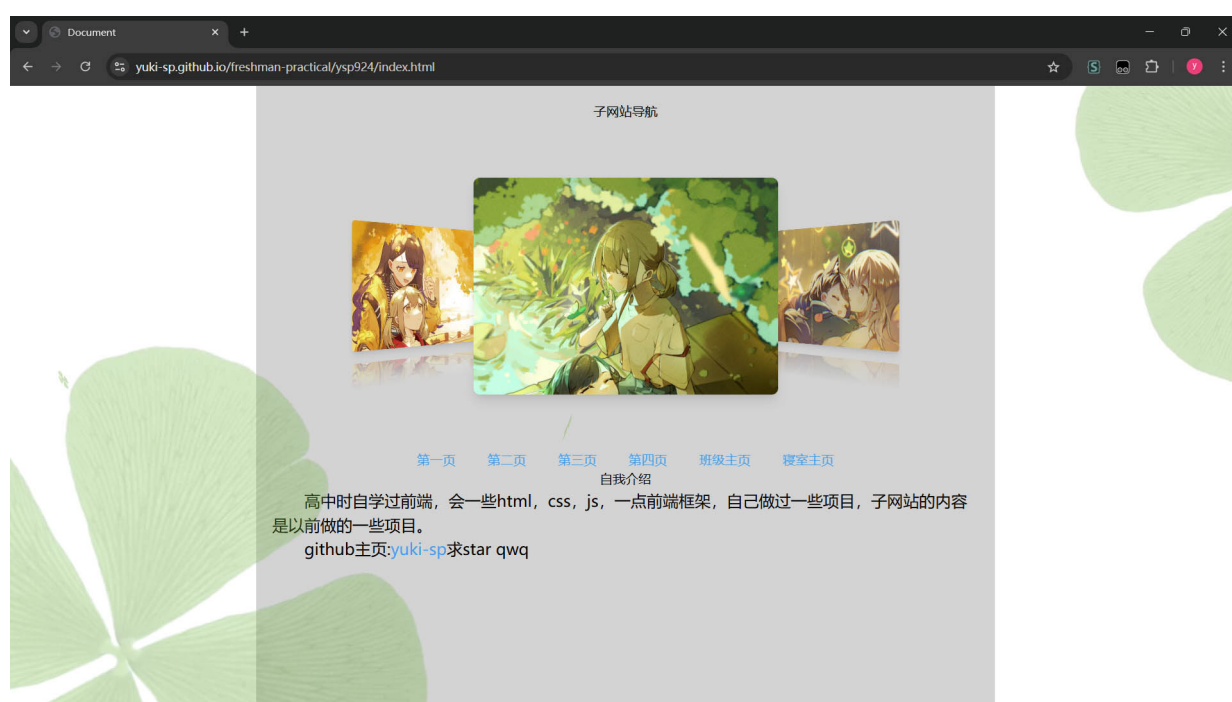 Document
yuki-sp.github.io/freshman-practical/ysp924/index.html
S
y
子网站导航
第一页 第二页 第三页 第四页 班级主页 寝室主页
自我介绍
高中时自学过前端，会一些html，css，js，一点前端框架，自己做过一些项目，子网站的内容
是以前做的一些项目。
github主页:yuki-sp求star qwq